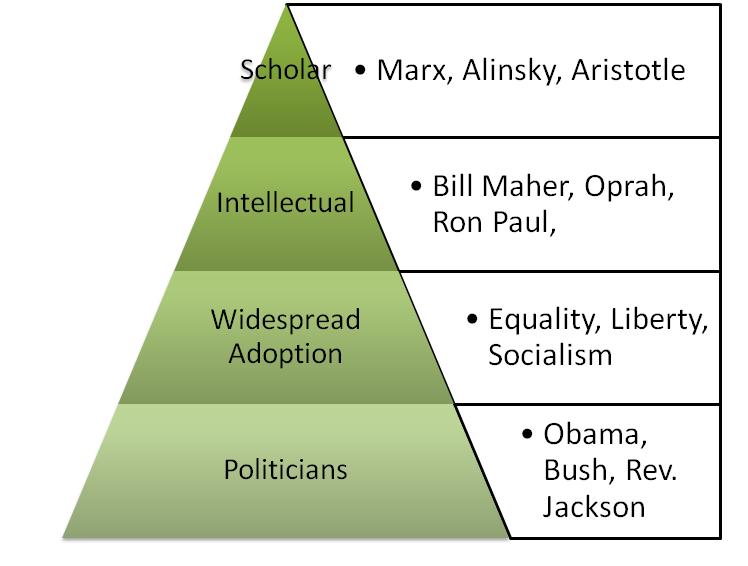 Scholar
• Marx, Alinsky, Aristotle
Intellectual
• Bill Maher, Oprah,
Ron Paul,
Widespread
Adoption
• Equality, Liberty,
Socialism
Politicians
• Obama,
Bush, Rev.
Jackson